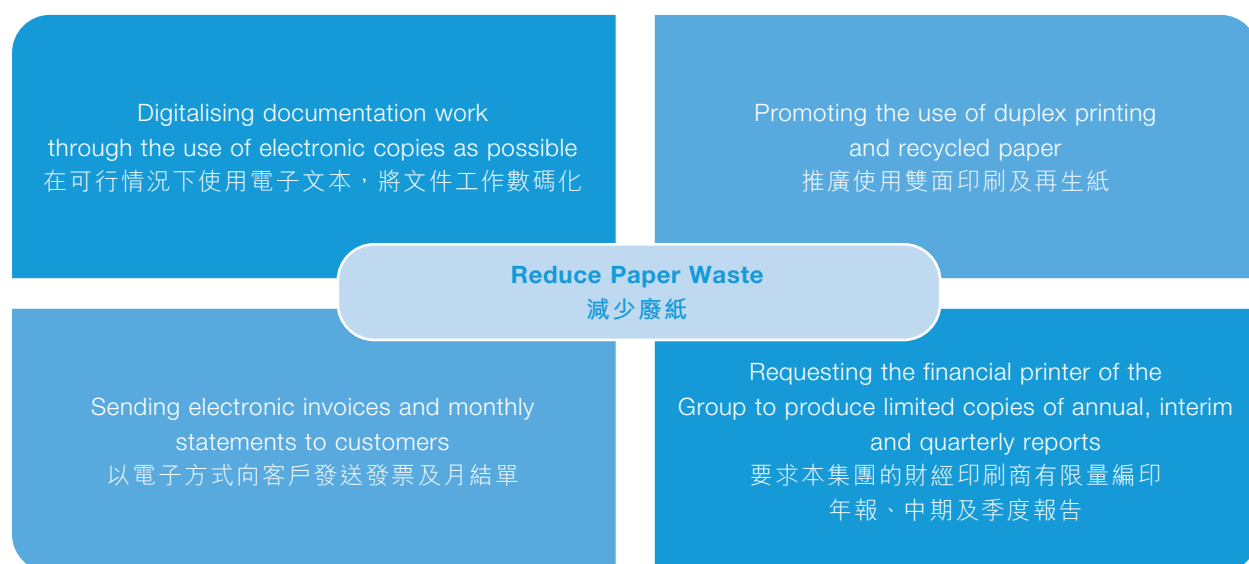 Digitalising documentation work
through the use of electronic copies as possible
在可行情況下使用電子文本，將文件工作數碼化
Promoting the use of duplex printing
and recycled paper
推廣使用雙面印刷及再生紙
Reduce Paper Waste
減少廢紙
Sending electronic invoices and monthly
statements to customers
以電子方式向客戶發送發票及月結單
Requesting the financial printer of the
Group to produce limited copies of annual, interim
and quarterly reports
要求本集團的財經印刷商有限量編印
年報、中期及季度報告